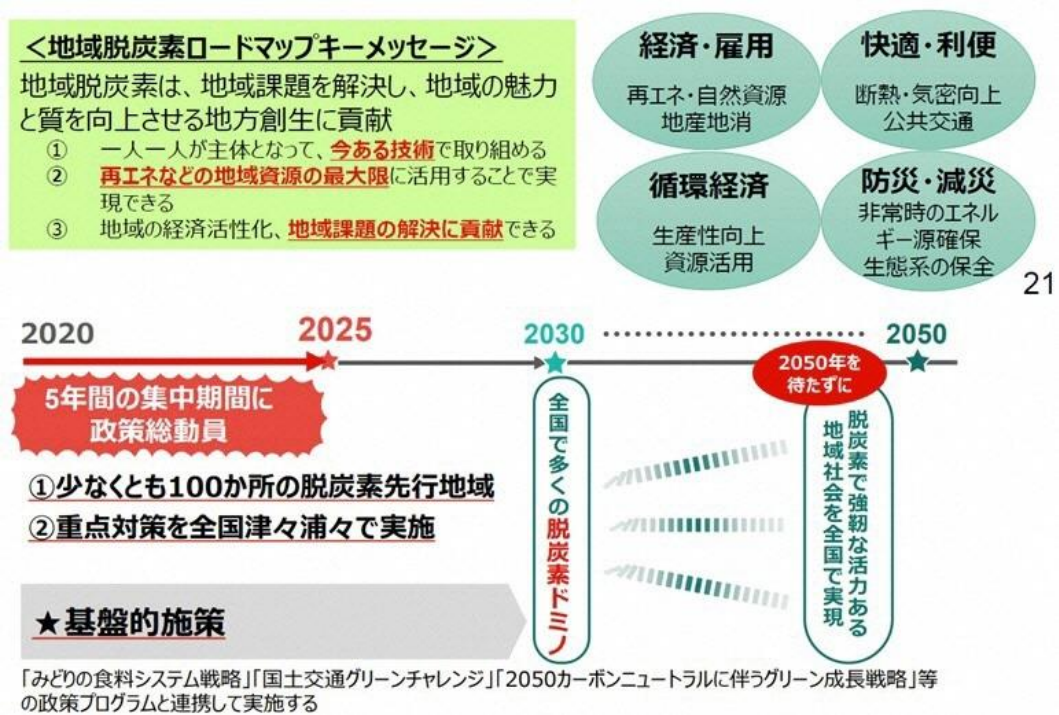 <地域脱炭素ロードマップキーメッセージ>
地域脱炭素は、地域課題を解決し、地域の魅力
と質を向上させる地方創生に貢献
① 一人一人が主体となって、今ある技術で取り組める
② 再エネなどの地域資源の最大限に活用することで実
現できる
③ 地域の経済活性化、地域課題の解決に貢献できる
経済・雇用
再エネ・自然資源
地産地消
快適・利便
断熱・気密向上
公共交通
循環経済
生産性向上
資源活用
防災・減災
非常時のエネル
ギー源確保
生態系の保全
21
2020
2025
2030
2050
5年間の集中期間に
政策総動員
①少なくとも100か所の脱炭素先行地域
②重点対策を全国津々浦々で実施
★基盤的施策
全国で多くの脱炭素ドミノ
2050年を
待たずに
脱炭素で強靭な活力ある
地域社会を全国で実現
「みどりの食料システム戦略」「国土交通グリーンチャレンジ」「2050カーボンニュートラルに伴うグリーン成長戦略」等
の政策プログラムと連携して実施する